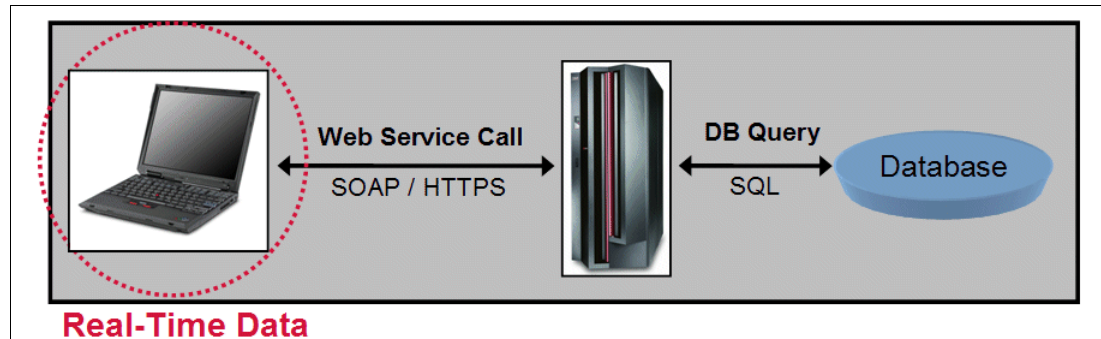 Web Service Call
SOAP / HTTPS
DB Query
SQL
Database
Real-Time Data